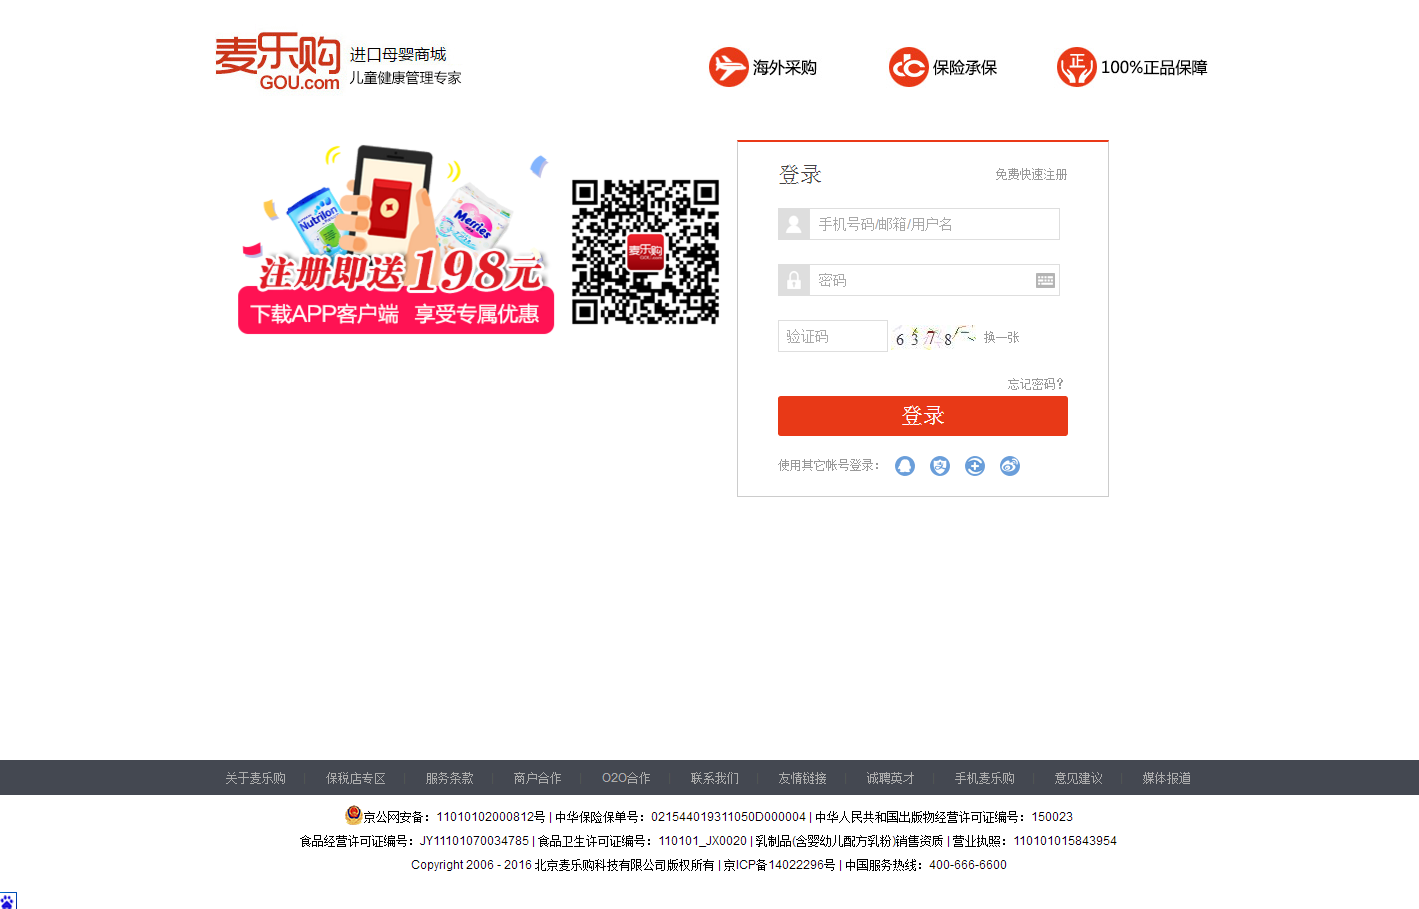 麦乐购
GOU.com
进口母婴商城
儿童健康管理专家
海外采购
保险承保
正
100%正品保障
Nutrilon
Merries
注册即送198元
下载APP客户端 享受专属优惠
麦乐购
GOU.com
登录
免费快速注册
手机号码/邮箱/用户名
密码
验证码
6378
换一张
忘记密码?
登录
使用其它帐号登录：
关于麦乐购
保税店专区
服务条款
商户合作
O2O合作
联系我们
友情链接
诚聘英才
手机麦乐购
意见建议
媒体报道
京公网安备：11010102000812号 | 中华保险保单号：021544019311050D000004 | 中华人民共和国出版物经营许可证编号：150023
食品经营许可证编号：JY11101070034785 | 食品卫生许可证编号：110101_JX0020 | 乳制品(含婴幼儿配方乳粉)销售资质 | 营业执照：110101015843954
Copyright 2006 - 2016 北京麦乐购科技有限公司版权所有 | 京ICP备14022296号 | 中国服务热线：400-666-6600